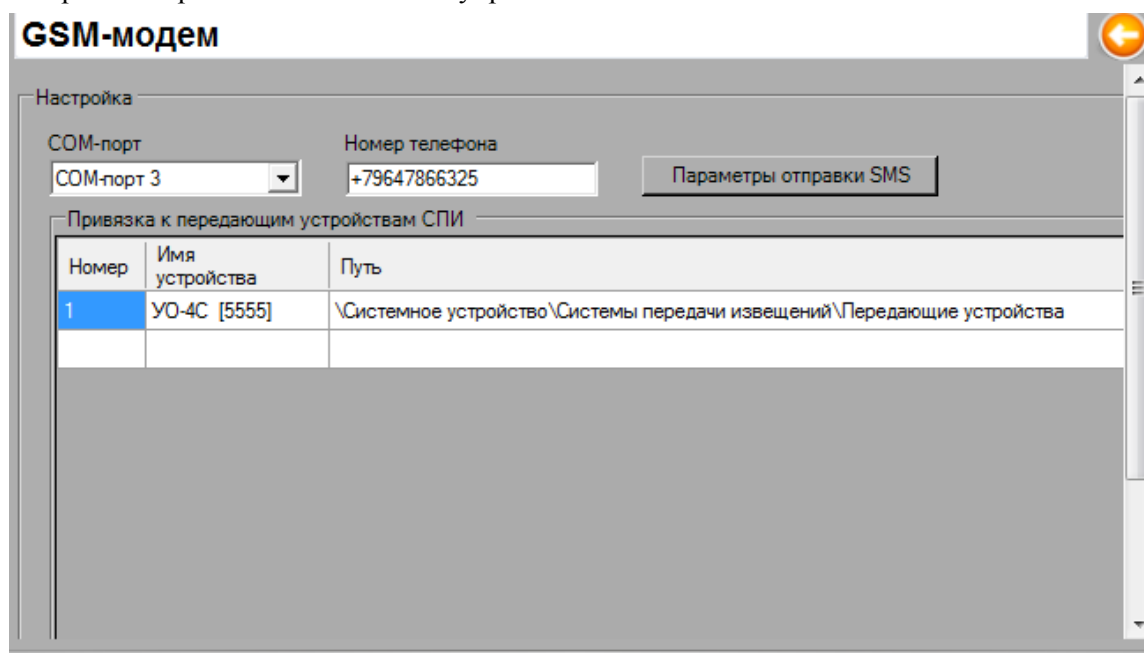 GSM-модем
Настройка
COM-порт
Номер телефона
COM-порт 3
+79647866325
Параметры отправки SMS
Привязка к передающим устройствам СПИ
Номер
Имя
устройства
Путь
1
УО-4С [5555]
\Системное устройство\Системы передачи извещений\Передающие устройства